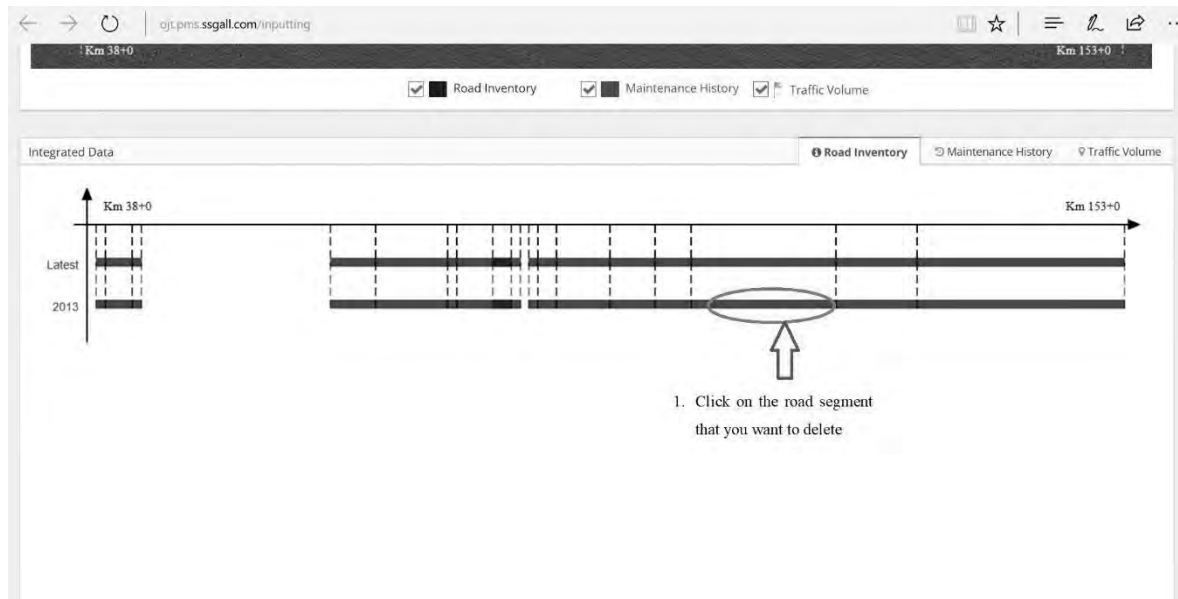 ojt.pms.ssgall.com/inputting
Km 38+0 Km 153+0
Road Inventory Maintenance History Traffic Volume
Integrated Data Road Inventory Maintenance History Traffic Volume
Km 38+0 Km 153+0
Latest
2013
1. Click on the road segment
that you want to delete